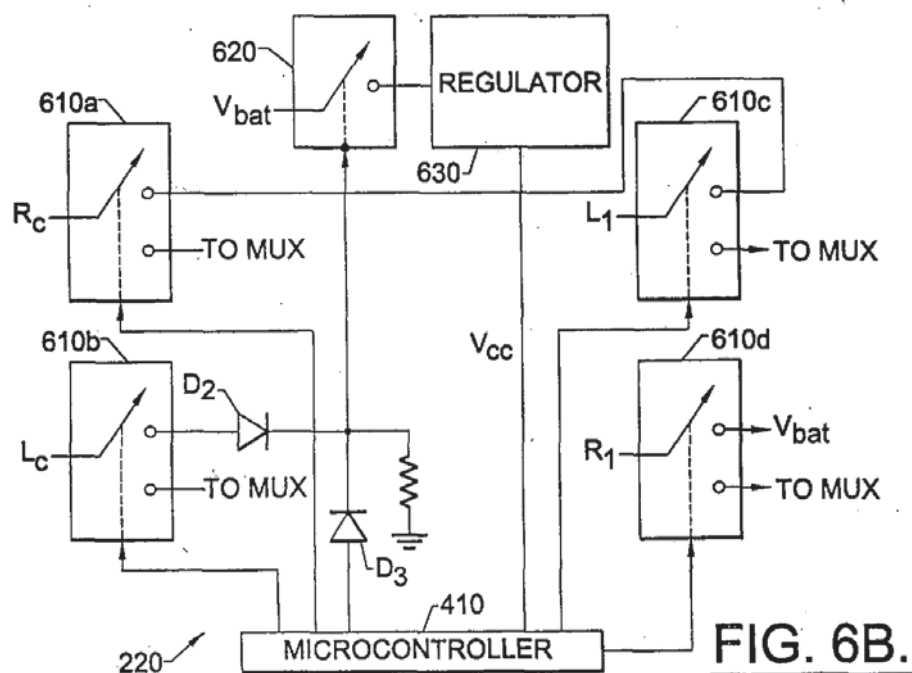 620
V_bat
REGULATOR
630
610a
R_c
TO MUX
610c
L_1
TO MUX
V_cc
610b
D_2
L_c
TO MUX
D_3
610d
V_bat
R_1
TO MUX
410
MICROCONTROLLER
220
FIG. 6B.